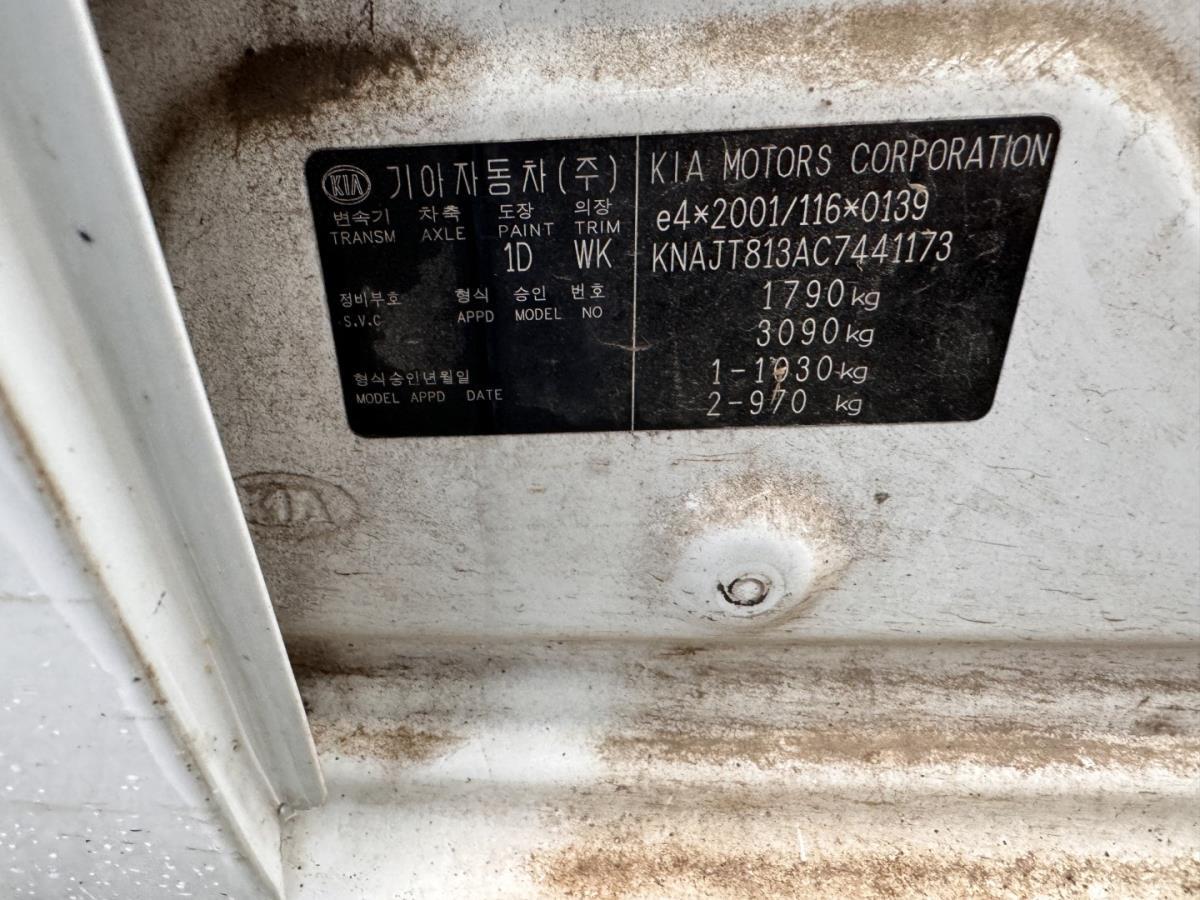 KIA 기아자동차(주)
변속기 차축 도장 의장
TRANSM AXLE PAINT TRIM
1D WK
정비부호 형식 승인 번호
S.V.C APPD MODEL NO
형식승인년월일
MODEL APPD DATE
KIA MOTORS CORPORATION
e4*2001/116*0139
KNAJT813AC7441173
1790kg
3090kg
1-1030kg
2-970 kg
KIA